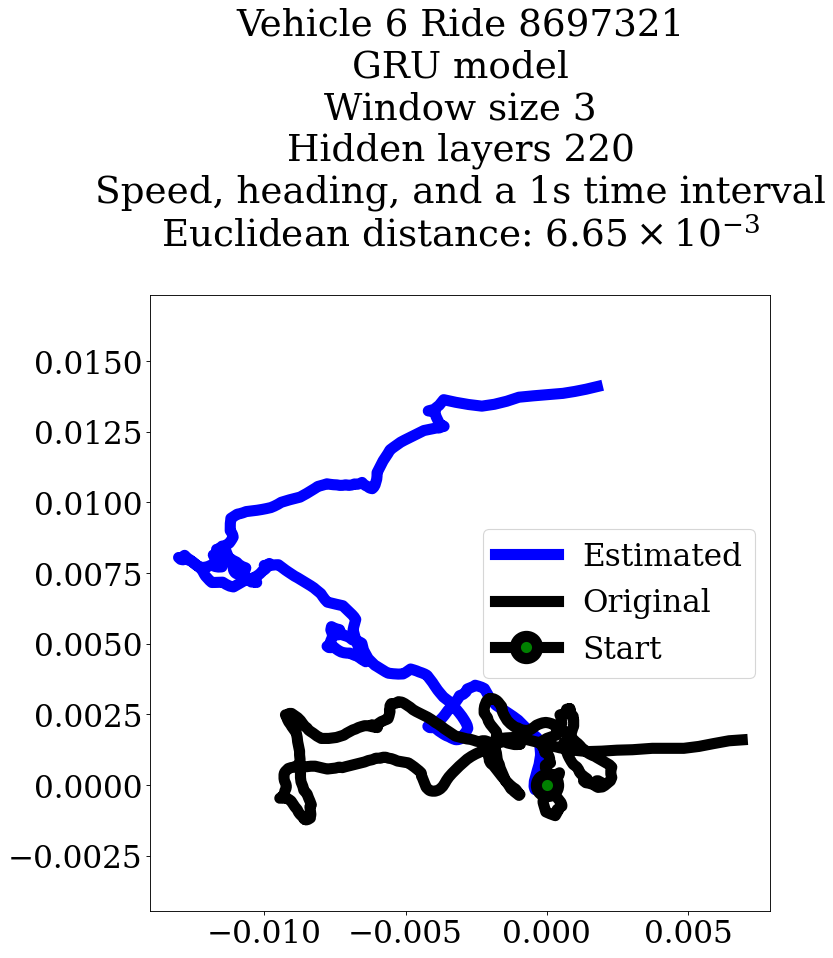 Vehicle 6 Ride 8697321
GRU model
Window size 3
Hidden layers 220
Speed, heading, and a 1s time interval
Euclidean distance: 6.65 × 10⁻³
0.0150
0.0125
0.0100
0.0075
0.0050
0.0025
0.0000
−0.0025
Estimated
Original
Start
−0.010 −0.005 0.000 0.005